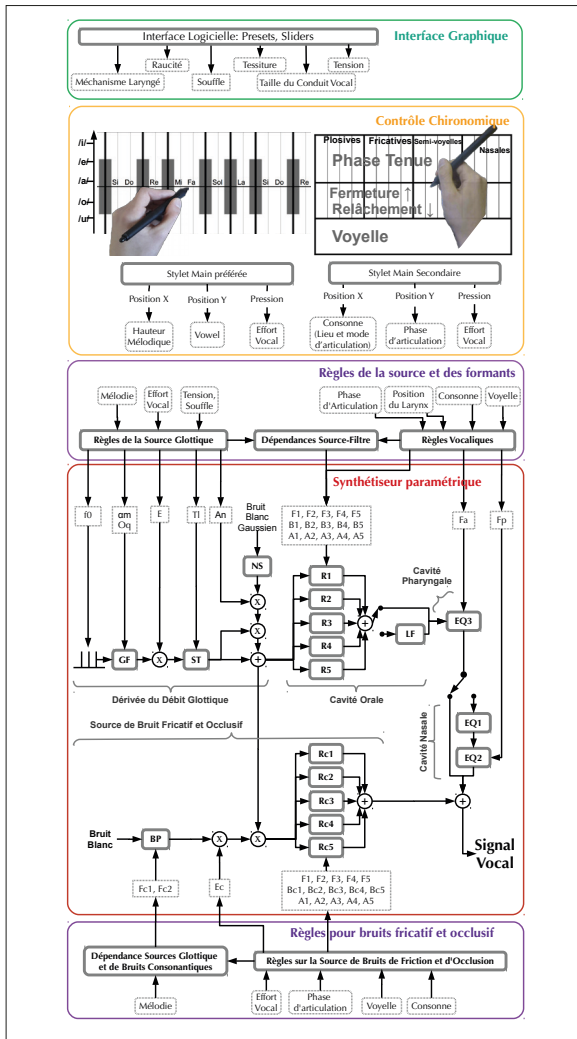 Interface Logicielle: Presets, Sliders
Interface Graphique
Raucité
Tessiture
Tension
Méchanisme Laryngé
Souffle
Taille du Conduit Vocal
Contrôle Chironomique
/i/
/e/
/a/
/o/
/u/
Si Do Re Mi Fa Sol La Si Do Re
Plosives
Fricatives
Semi-voyelles
Nasales
Phase Tenue
Fermeture ↑
Relâchement ↓
Voyelle
Stylet Main préférée
Stylet Main Secondaire
Position X
Position Y
Pression
Position X
Position Y
Pression
Hauteur
Mélodique
Vowel
Effort
Vocal
Consonne
(Lieu et mode
d'articulation)
Phase
d'articulation
Effort
Vocal
Règles de la source et des formants
Mélodie
Effort
Vocal
Tension,
Souffle
Phase
d'Articulation
Position
du Larynx
Consonne
Voyelle
Règles de la Source Glottique
Dépendances Source-Filtre
Règles Vocaliques
Synthétiseur paramétrique
f0
αm
Oq
E
Tl
An
Bruit
Blanc
Gaussien
F1, F2, F3, F4, F5
B1, B2, B3, B4, B5
A1, A2, A3, A4, A5
Fa
Fp
NS
X
X
R1
R2
R3
R4
R5
+
Cavité
Pharyngale
LF
EQ3
GF
X
ST
+
Dérivée du Débit Glottique
Cavité Orale
Source de Bruit Fricatif et Occlusif
Cavité Nasale
EQ1
EQ2
Rc1
Rc2
Rc3
Rc4
Rc5
+
+
Bruit
Blanc
BP
X
X
Signal
Vocal
Fc1, Fc2
Ec
F1, F2, F3, F4, F5
Bc1, Bc2, Bc3, Bc4, Bc5
A1, A2, A3, A4, A5
Règles pour bruits fricatif et occlusif
Dépendance Sources Glottique
et de Bruits Consonantiques
Règles sur la Source de Bruits de Friction et d'Occlusion
Mélodie
Effort
Vocal
Phase
d'articulation
Voyelle
Consonne